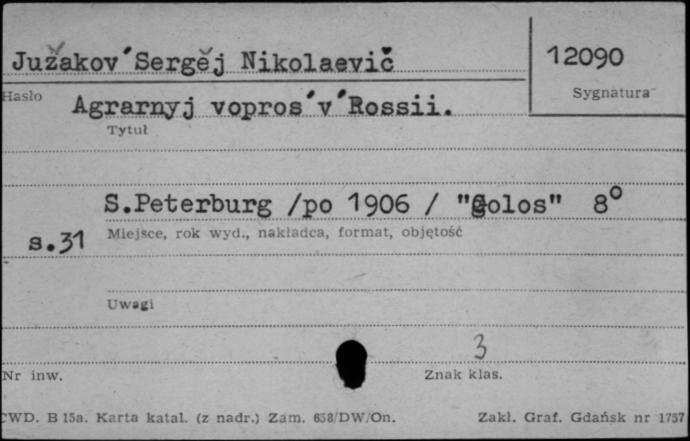 Južakov´Sergěj Nikolaevič
12090
Hasło
Sygnatura
Agrarnyj vopros´v´Rossii.
Tytuł
S.Peterburg /po 1906 / "Golos" 8°
s.31
Miejsce, rok wyd., nakładca, format, objętość
Uwagi
3
Nr inw.
Znak klas.
CWD. B 15a. Karta katal. (z nadr.) Zam. 658/DW/On.
Zakł. Graf. Gdańsk nr 1757